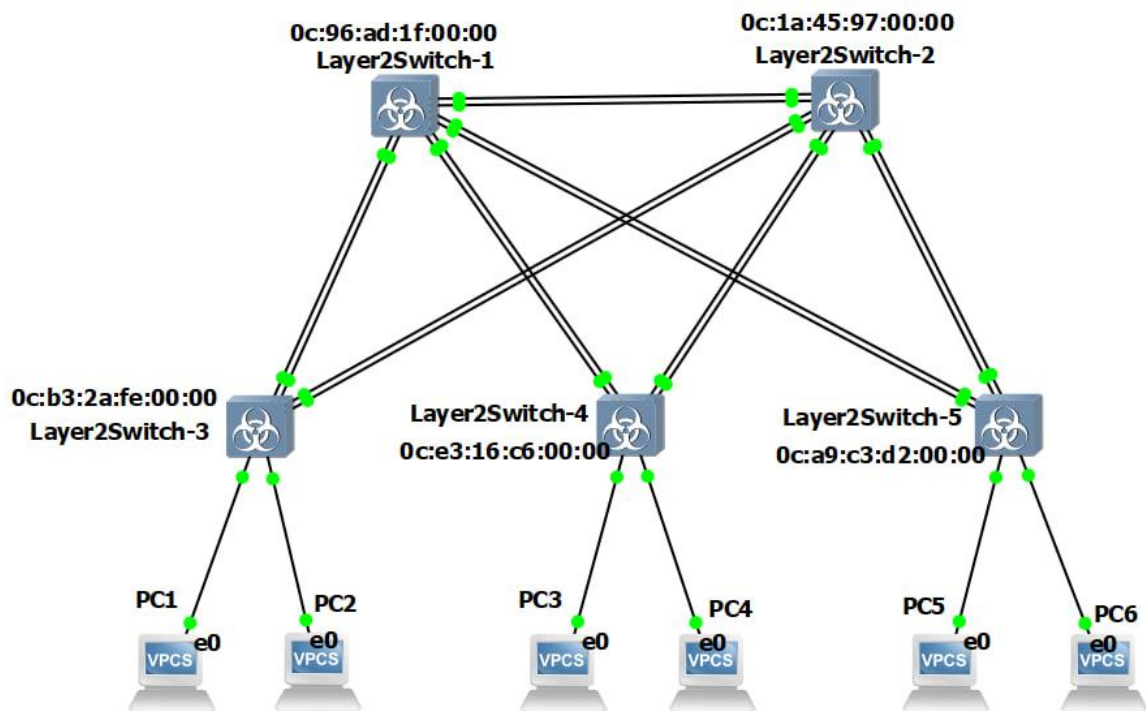 0c:96:ad:1f:00:00
Layer2Switch-1
0c:1a:45:97:00:00
Layer2Switch-2
0c:b3:2a:fe:00:00
Layer2Switch-3
Layer2Switch-4
0c:e3:16:c6:00:00
Layer2Switch-5
0c:a9:c3:d2:00:00
PC1
e0
VPCS
PC2
e0
VPCS
PC3
e0
VPCS
PC4
e0
VPCS
PC5
e0
VPCS
PC6
e0
VPCS